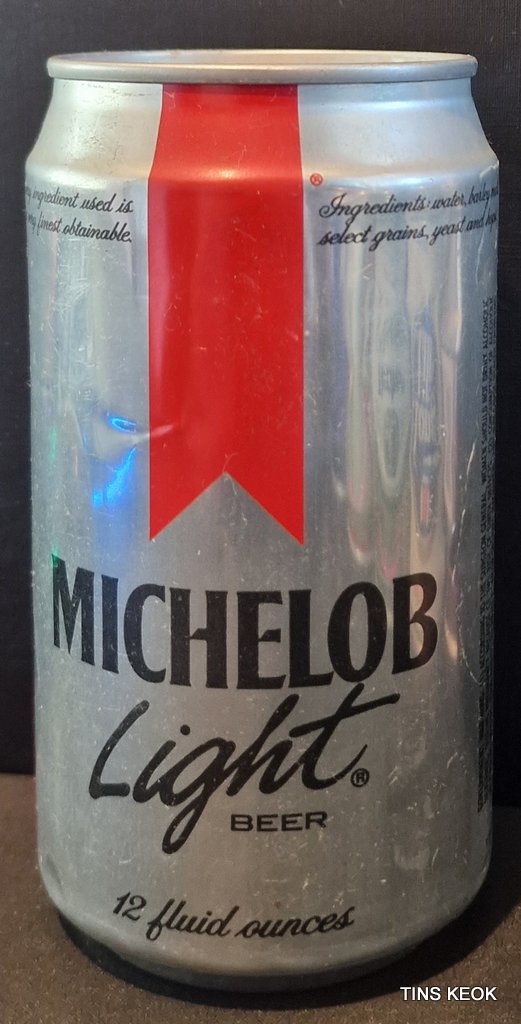 ingredient used is
finest obtainable.
®
Ingredients: water, barley
select grains, yeast and
MICHELOB
Light®
BEER
12 fluid ounces
TINS KEOK